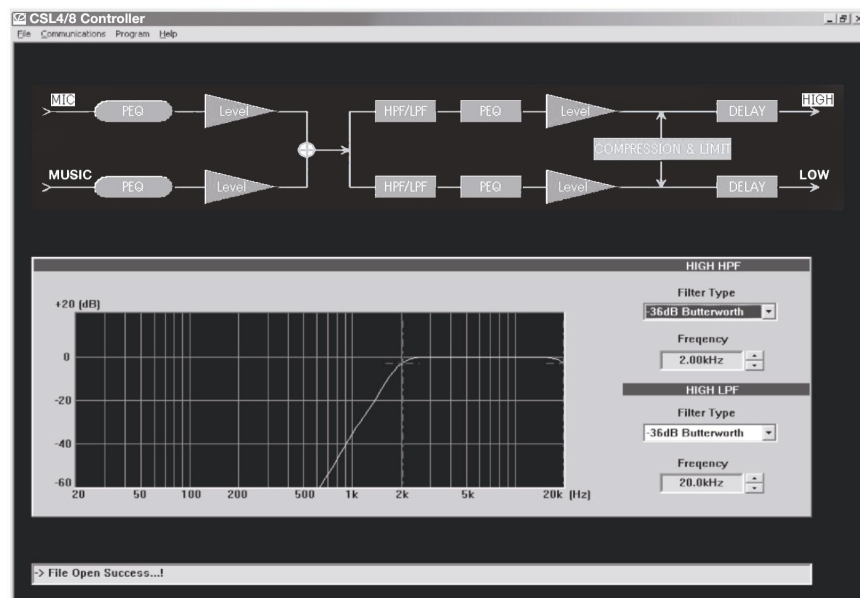 CSL4/8 Controller
File Communications Program Help
MIC PEQ Level HPF/LPF PEQ Level DELAY HIGH
COMPRESSION & LIMIT
MUSIC PEQ Level HPF/LPF PEQ Level DELAY LOW
HIGH HPF
+20 (dB)
0
-20
-40
-60
20 50 100 200 500 1k 2k 5k 20k (Hz)
Filter Type
-36dB Butterworth
Freqency
2.00kHz
HIGH LPF
Filter Type
-36dB Butterworth
Freqency
20.0kHz
-> File Open Success...!